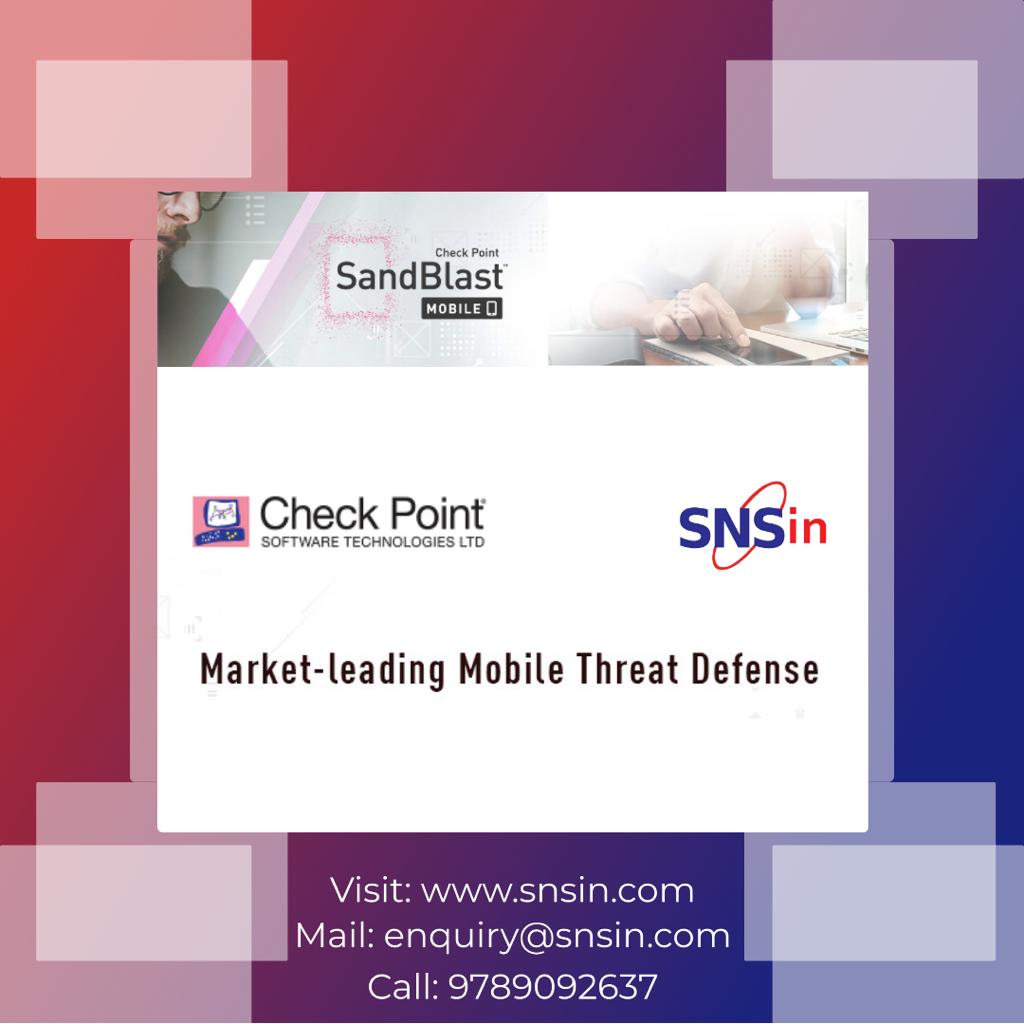 Check Point
SandBlast™
MOBILE
Check Point®
SOFTWARE TECHNOLOGIES LTD
SNSin
Market-leading Mobile Threat Defense
Visit: www.snsin.com
Mail: enquiry@snsin.com
Call: 9789092637